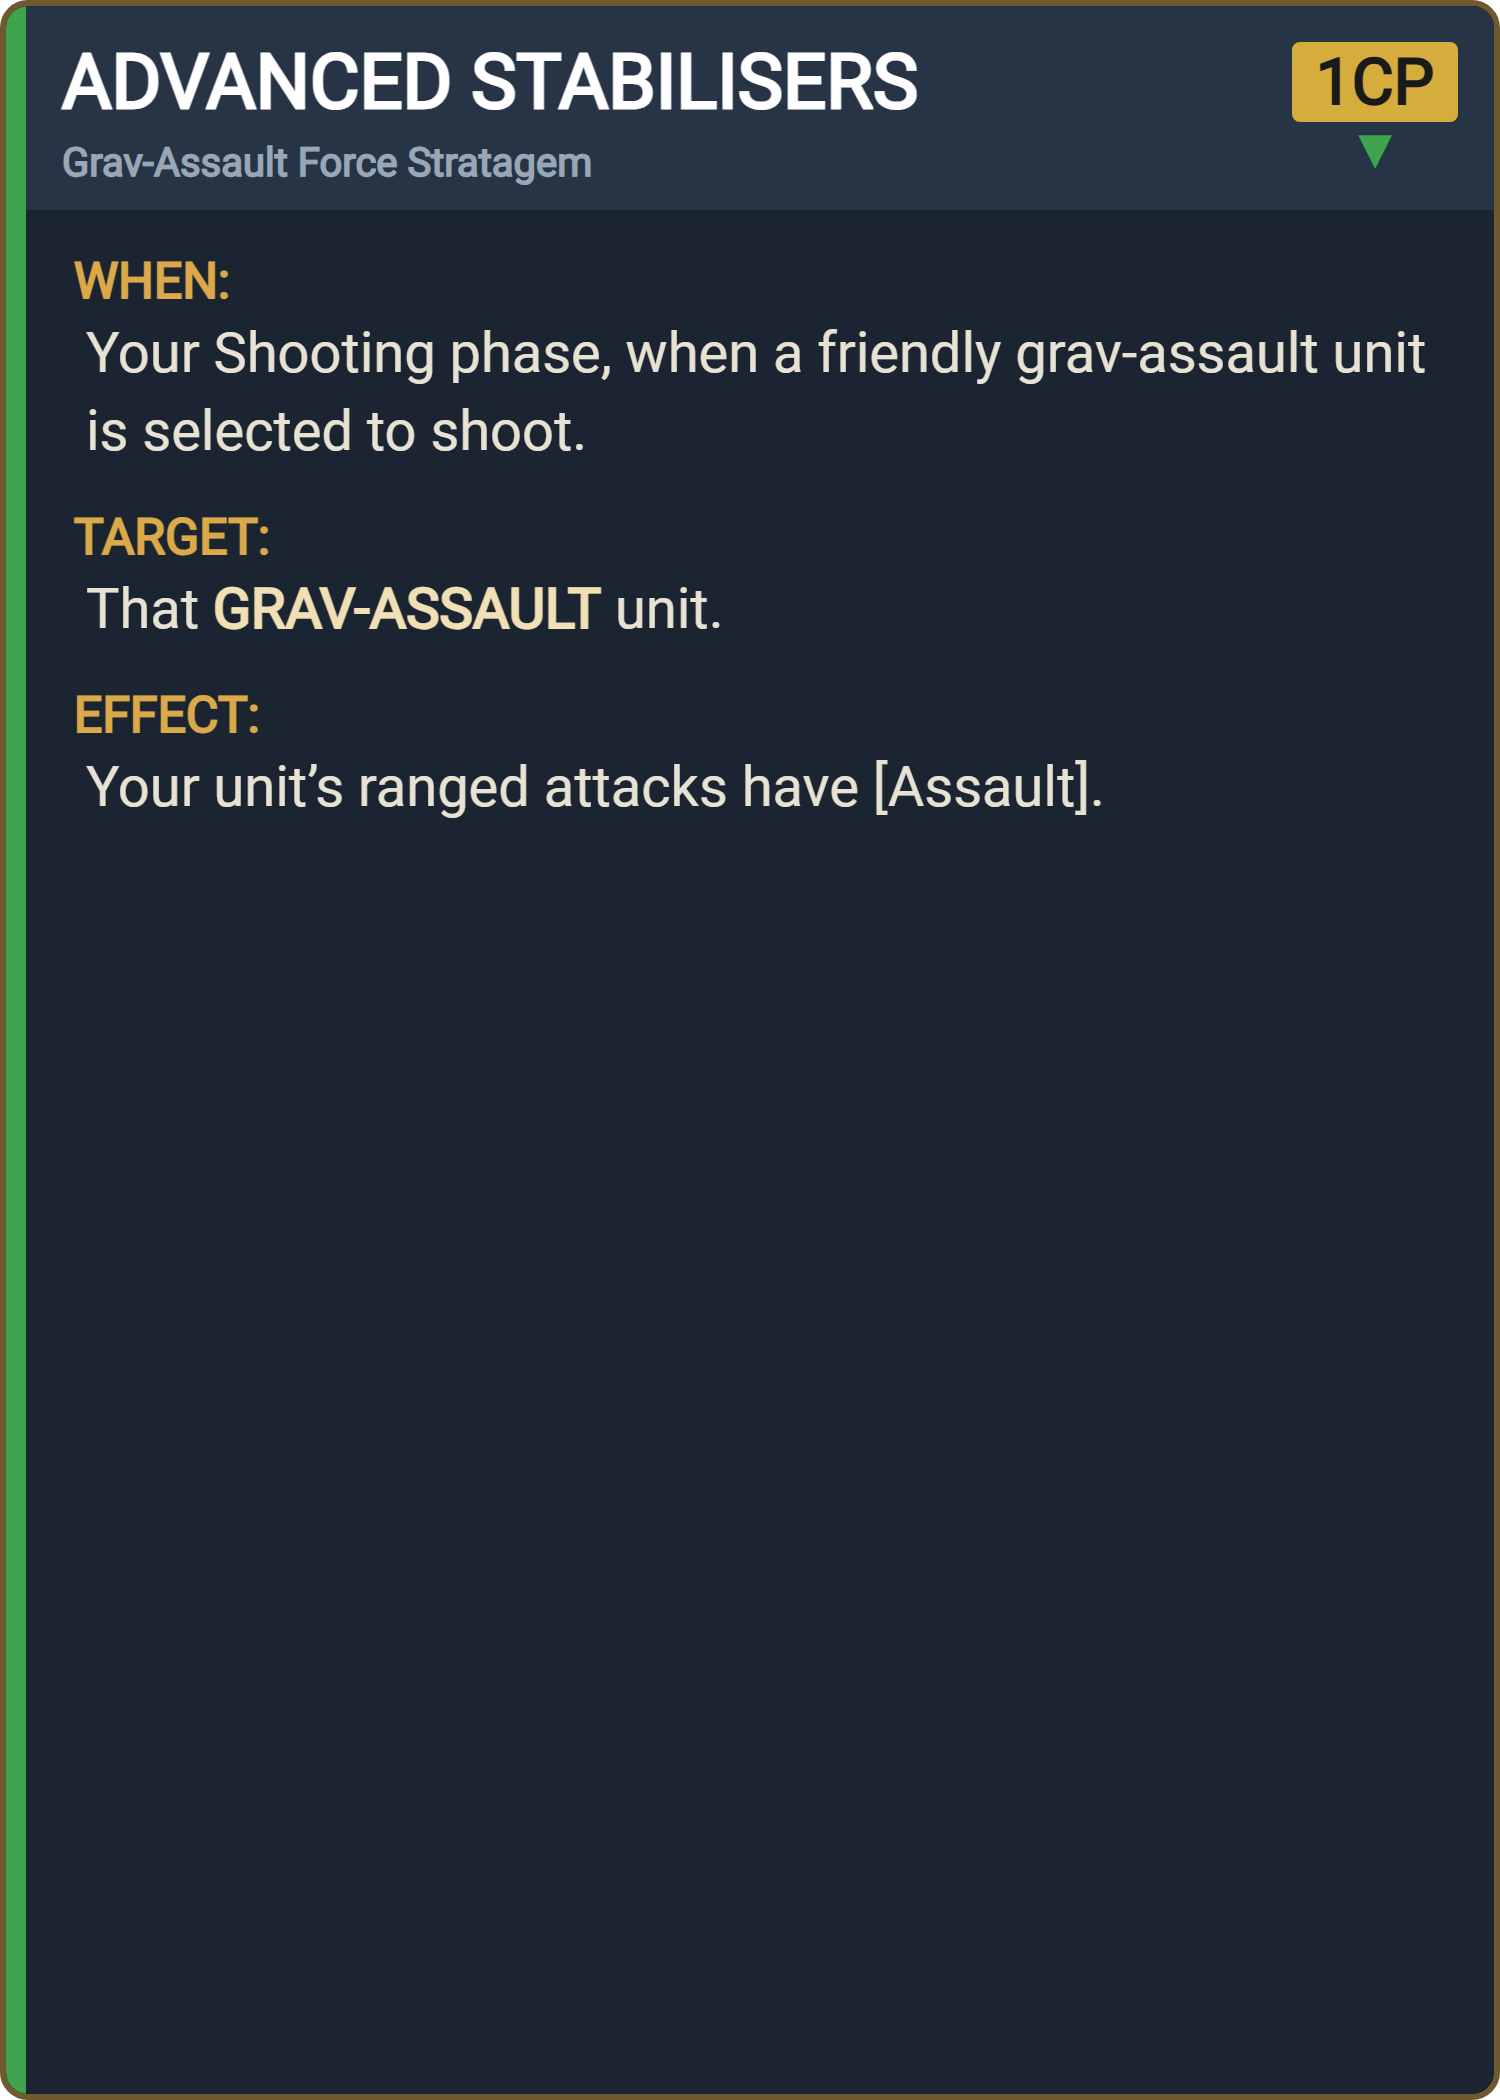 ADVANCED STABILISERS
1CP
Grav-Assault Force Stratagem
WHEN:
Your Shooting phase, when a friendly grav-assault unit
is selected to shoot.
TARGET:
That GRAV-ASSAULT unit.
EFFECT:
Your unit’s ranged attacks have [Assault].